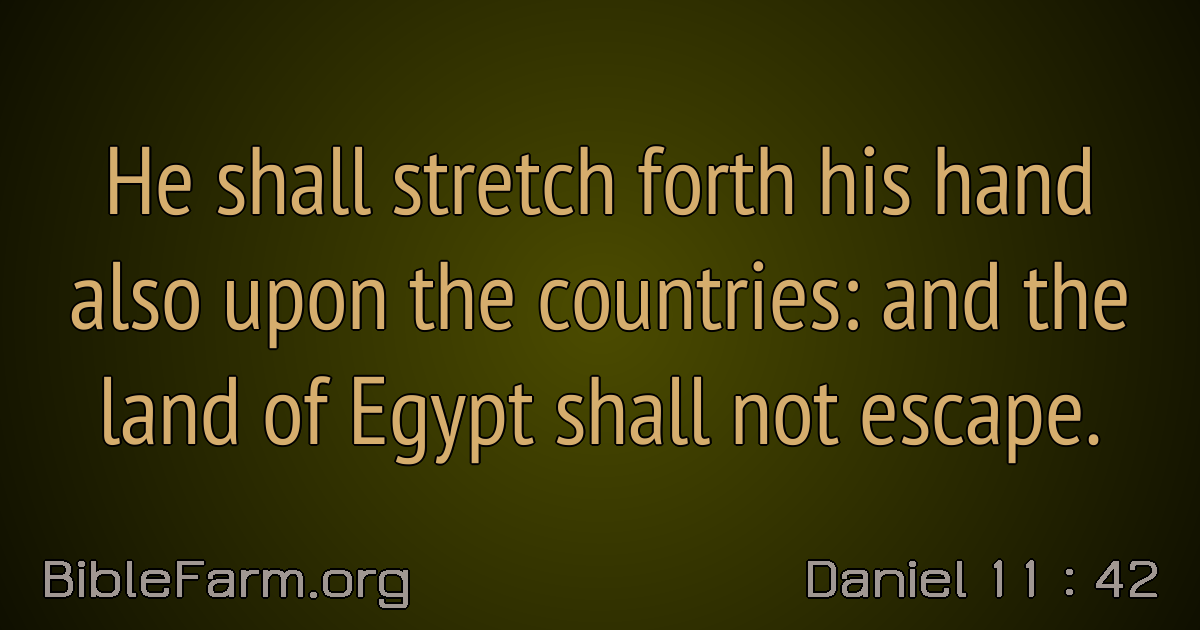 He shall stretch forth his hand
also upon the countries: and the
land of Egypt shall not escape.
BibleFarm.org
Daniel 11 : 42